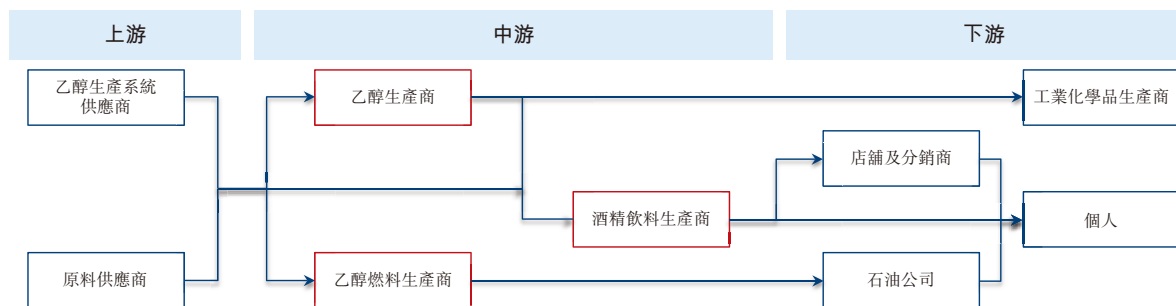 上游
中游
下游
乙醇生產系統
供應商
乙醇生產商
工業化學品生產商
店舖及分銷商
酒精飲料生產商
個人
原料供應商
乙醇燃料生產商
石油公司